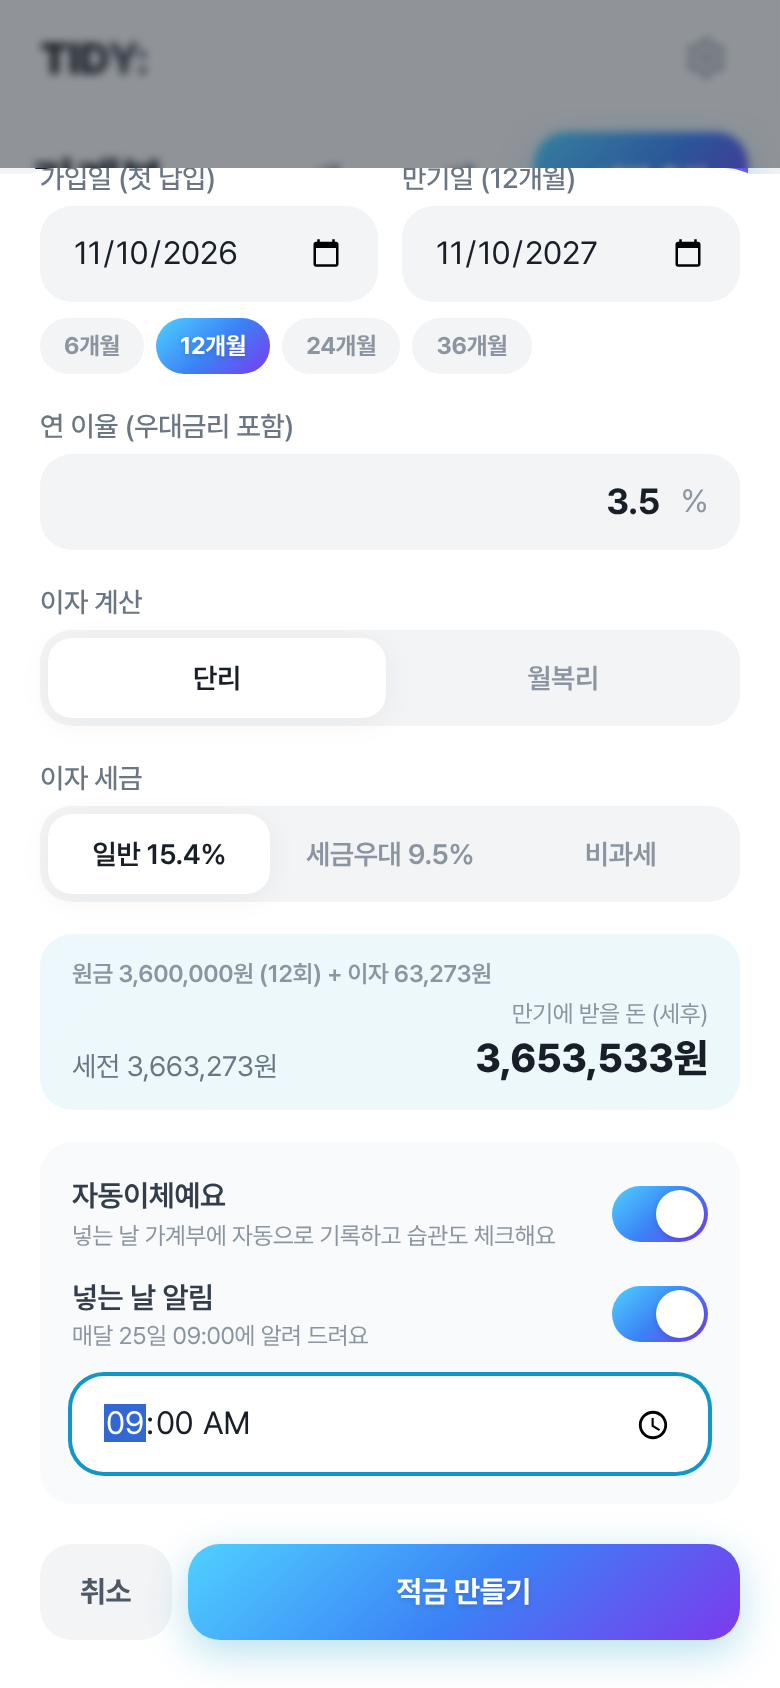 TIDY:
가입일 (첫 납입)
만기일 (12개월)
11/10/2026
11/10/2027
6개월
12개월
24개월
36개월
연 이율 (우대금리 포함)
3.5 %
이자 계산
단리
월복리
이자 세금
일반 15.4%
세금우대 9.5%
비과세
원금 3,600,000원 (12회) + 이자 63,273원
만기에 받을 돈 (세후)
세전 3,663,273원
3,653,533원
자동이체예요
넣는 날 가계부에 자동으로 기록하고 습관도 체크해요
넣는 날 알림
매달 25일 09:00에 알려 드려요
09:00 AM
취소
적금 만들기